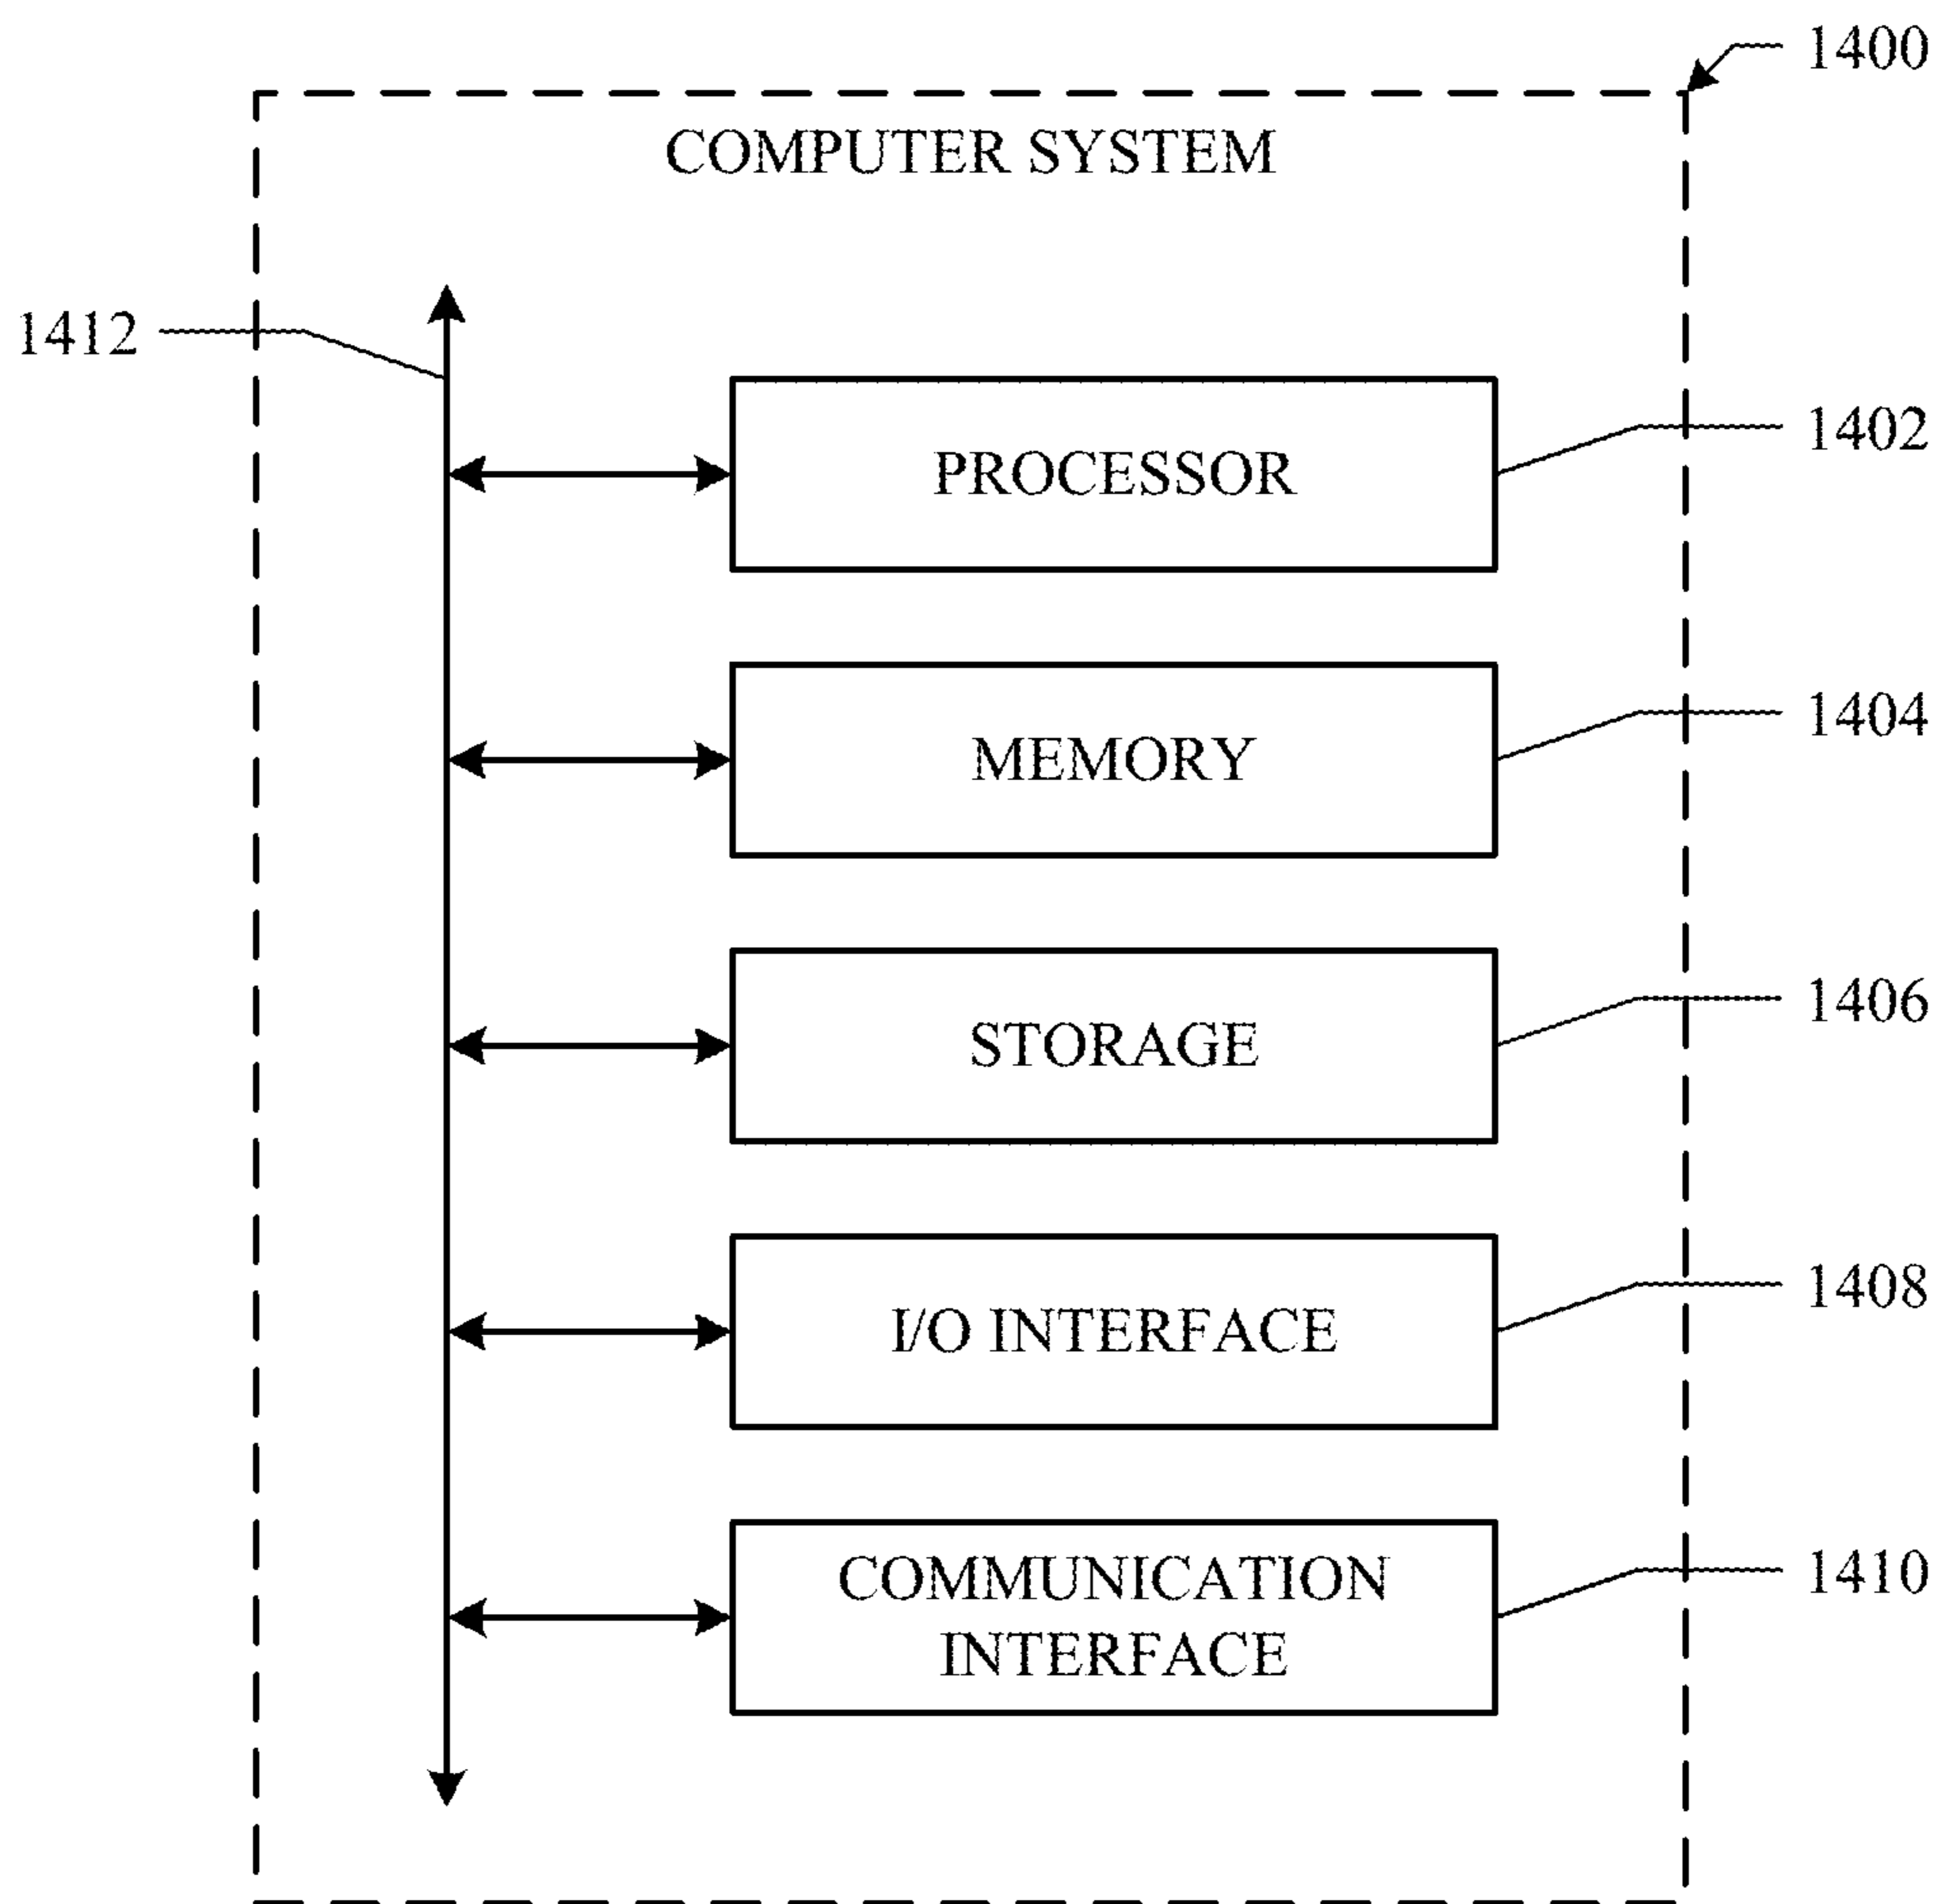 1400
COMPUTER SYSTEM
1412
1402
PROCESSOR
1404
MEMORY
1406
STORAGE
1408
I/O INTERFACE
1410
COMMUNICATION
INTERFACE